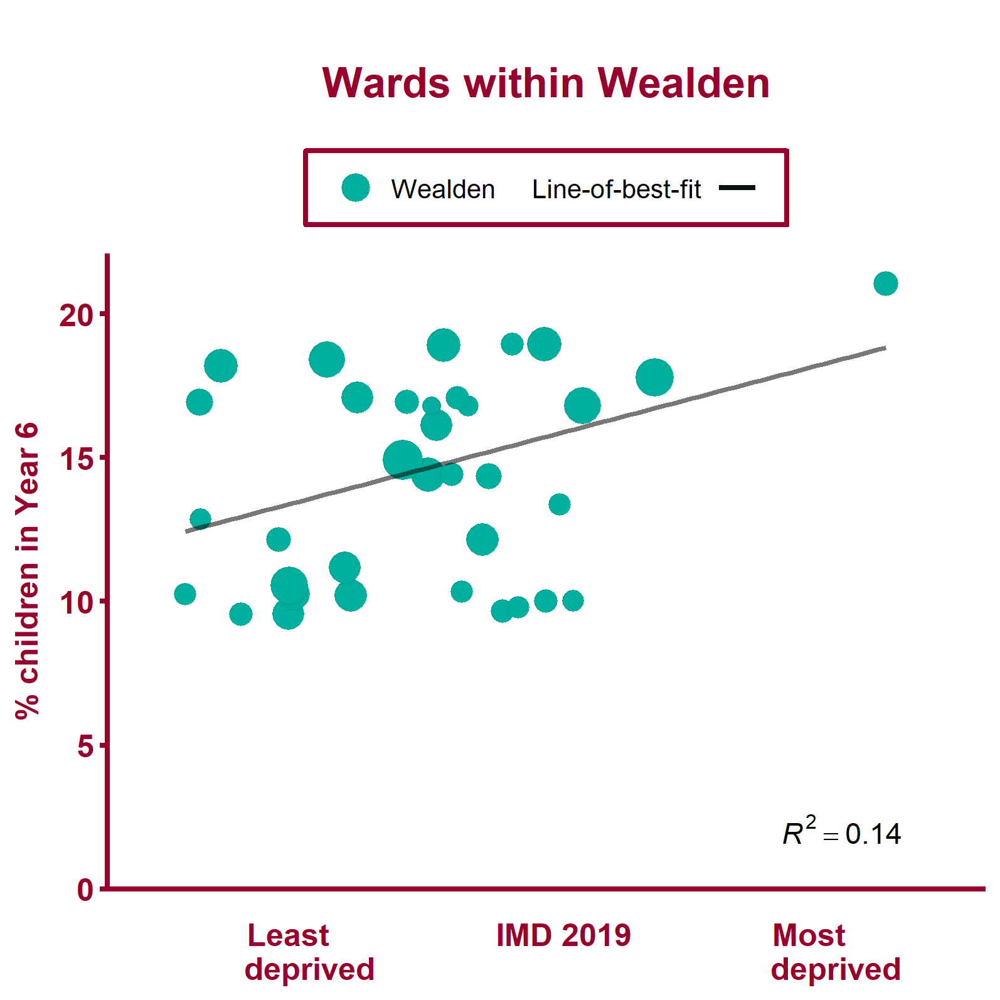 Wards within Wealden
Wealden Line-of-best-fit
20
15
10
5
0
% children in Year 6
R² = 0.14
Least deprived
IMD 2019
Most deprived